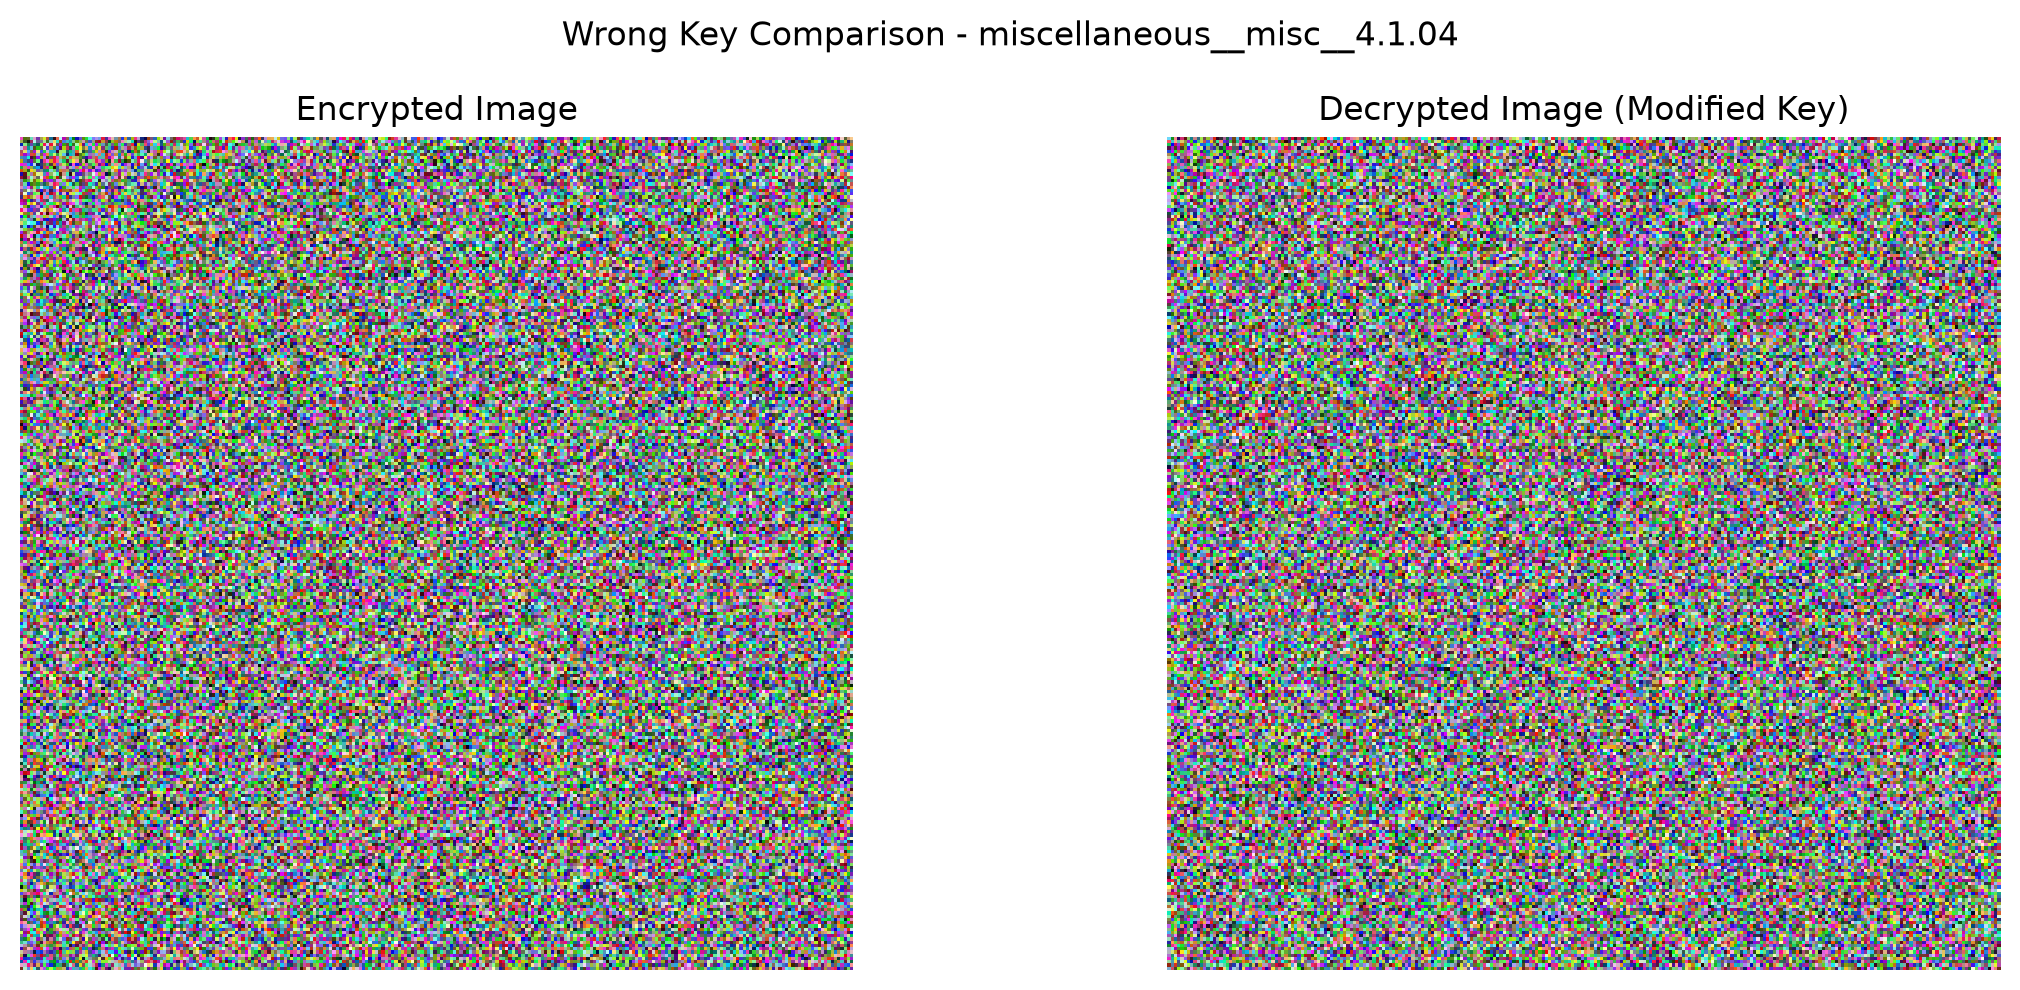 Wrong Key Comparison - miscellaneous__misc__4.1.04
Encrypted Image
Decrypted Image (Modified Key)